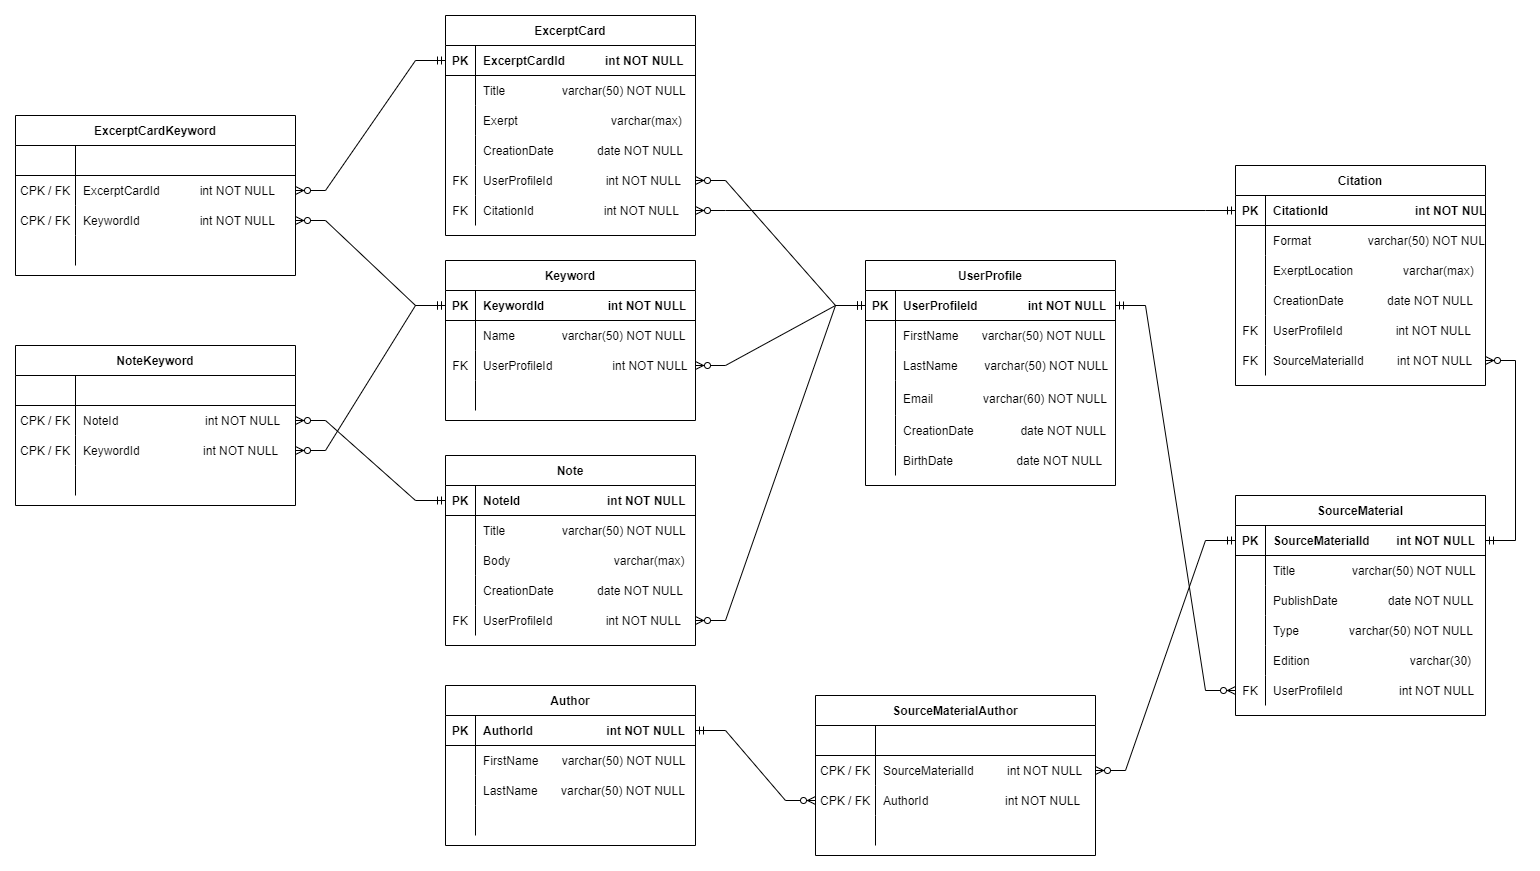 ExcerptCard
PK ExcerptCardId int NOT NULL
Title varchar(50) NOT NULL
Exerpt varchar(max)
CreationDate date NOT NULL
FK UserProfileId int NOT NULL
FK CitationId int NOT NULL
ExcerptCardKeyword
CPK / FK ExcerptCardId int NOT NULL
CPK / FK KeywordId int NOT NULL
Keyword
PK KeywordId int NOT NULL
Name varchar(50) NOT NULL
FK UserProfileId int NOT NULL
NoteKeyword
CPK / FK NoteId int NOT NULL
CPK / FK KeywordId int NOT NULL
Note
PK NoteId int NOT NULL
Title varchar(50) NOT NULL
Body varchar(max)
CreationDate date NOT NULL
FK UserProfileId int NOT NULL
UserProfile
PK UserProfileId int NOT NULL
FirstName varchar(50) NOT NULL
LastName varchar(50) NOT NULL
Email varchar(60) NOT NULL
CreationDate date NOT NULL
BirthDate date NOT NULL
Citation
PK CitationId int NOT NUL
Format varchar(50) NOT NUL
ExerptLocation varchar(max)
CreationDate date NOT NULL
FK UserProfileId int NOT NULL
FK SourceMaterialId int NOT NULL
SourceMaterial
PK SourceMaterialId int NOT NULL
Title varchar(50) NOT NULL
PublishDate date NOT NULL
Type varchar(50) NOT NULL
Edition varchar(30)
FK UserProfileId int NOT NULL
Author
PK AuthorId int NOT NULL
FirstName varchar(50) NOT NULL
LastName varchar(50) NOT NULL
SourceMaterialAuthor
CPK / FK SourceMaterialId int NOT NULL
CPK / FK AuthorId int NOT NULL